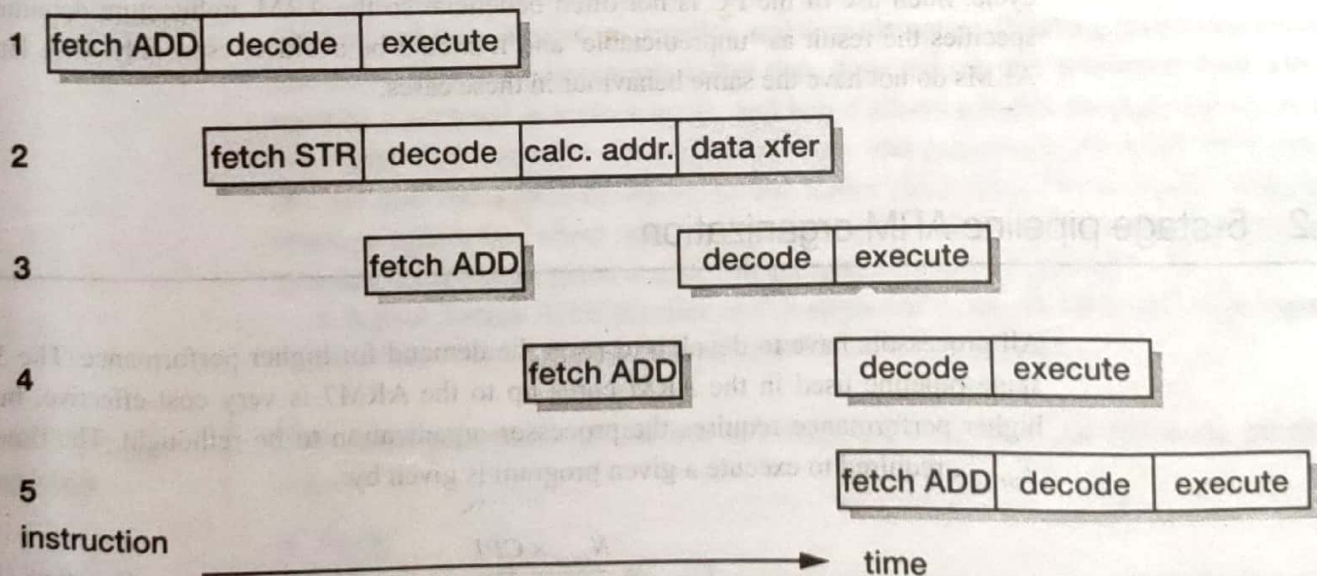 1 fetch ADD decode execute
2 fetch STR decode calc. addr. data xfer
3 fetch ADD decode execute
4 fetch ADD decode execute
5 fetch ADD decode execute
instruction
time